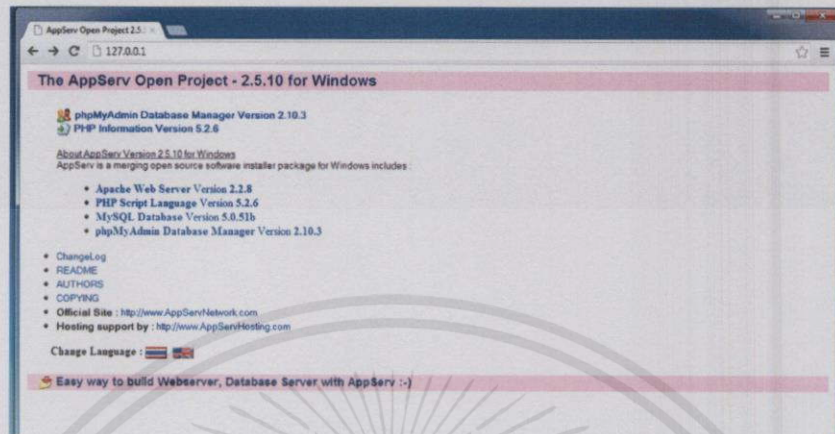 AppServ Open Project 2.5.
127.0.0.1
The AppServ Open Project - 2.5.10 for Windows
phpMyAdmin Database Manager Version 2.10.3
PHP Information Version 5.2.6
About AppServ Version 2.5.10 for Windows
AppServ is a merging open source software installer package for Windows includes :
• Apache Web Server Version 2.2.8
• PHP Script Language Version 5.2.6
• MySQL Database Version 5.0.51b
• phpMyAdmin Database Manager Version 2.10.3
• ChangeLog
• README
• AUTHORS
• COPYING
• Official Site : http://www.AppServNetwork.com
• Hosting support by : http://www.AppServHosting.com
Change Language :
Easy way to build Webserver, Database Server with AppServ :-)